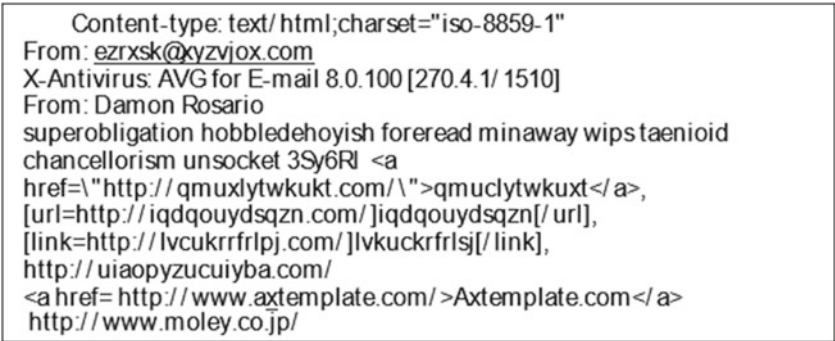 Content-type: text/html;charset="iso-8859-1"
From: ezrxsk@xyzvjox.com
X-Antivirus: AVG for E-mail 8.0.100 [270.4.1/1510]
From: Damon Rosario
superobligation hobbledehoyish foreread minaway wips taenioid
chancellorism unsocket 3Sy6Rl <a
href=\"http://qmuxlytwkukt.com/\">qmuclytwkuxt</a>,
[url=http://iqdqouydsqzn.com/]iqdqouydsqzn[/url],
[link=http://lvcukrrfrlpj.com/]lvkuckrfrlsj[/link],
http://uiaopyzucuiyba.com/
<a href= http://www.axtemplate.com/>Axtemplate.com</a>
http://www.moley.co.jp/